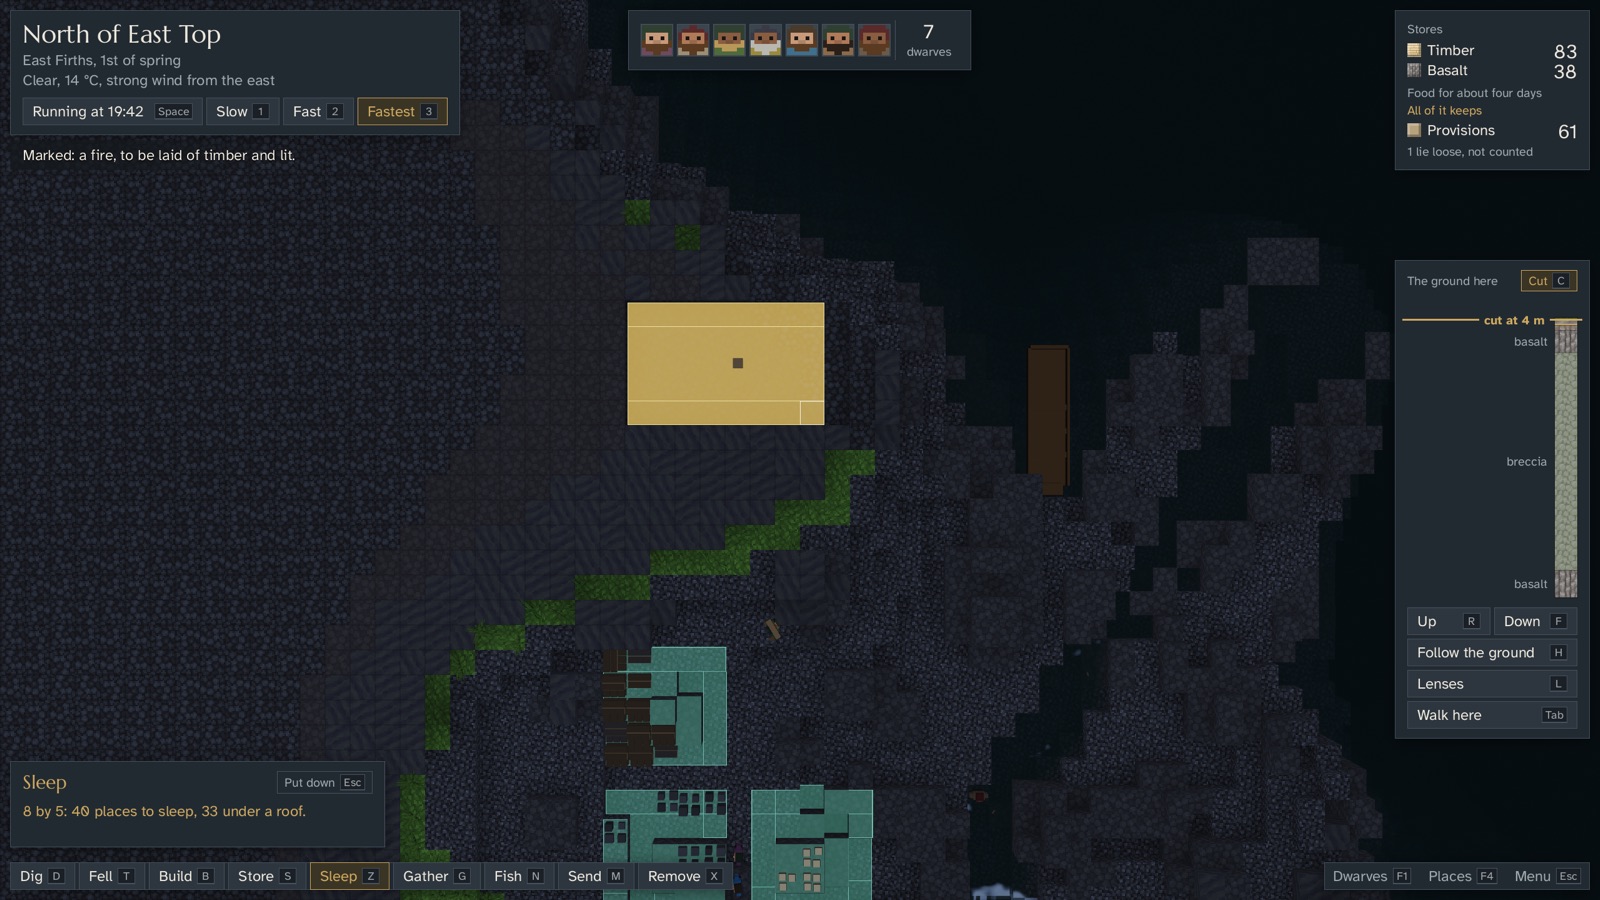 North of East Top
East Firths, 1st of spring
Clear, 14 °C, strong wind from the east
Running at 19:42 Space Slow 1 Fast 2 Fastest 3
Marked: a fire, to be laid of timber and lit.
7
dwarves
Stores
Timber 83
Basalt 38
Food for about four days
All of it keeps
Provisions 61
1 lie loose, not counted
The ground here Cut C
cut at 4 m
basalt
breccia
basalt
Up R Down F
Follow the ground H
Lenses L
Walk here Tab
Sleep Put down Esc
8 by 5: 40 places to sleep, 33 under a roof.
Dig D Fell T Build B Store S Sleep Z Gather G Fish N Send M Remove X
Dwarves F1 Places F4 Menu Esc